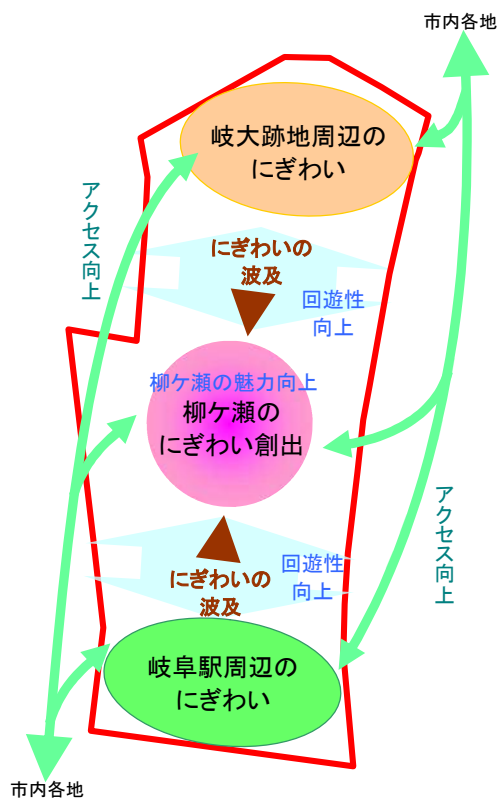 市内各地
岐大跡地周辺の
にぎわい
アクセス向上
にぎわいの
波及
回遊性
向上
柳ケ瀬の魅力向上
柳ケ瀬の
にぎわい創出
アクセス向上
回遊性
向上
にぎわいの
波及
岐阜駅周辺の
にぎわい
市内各地